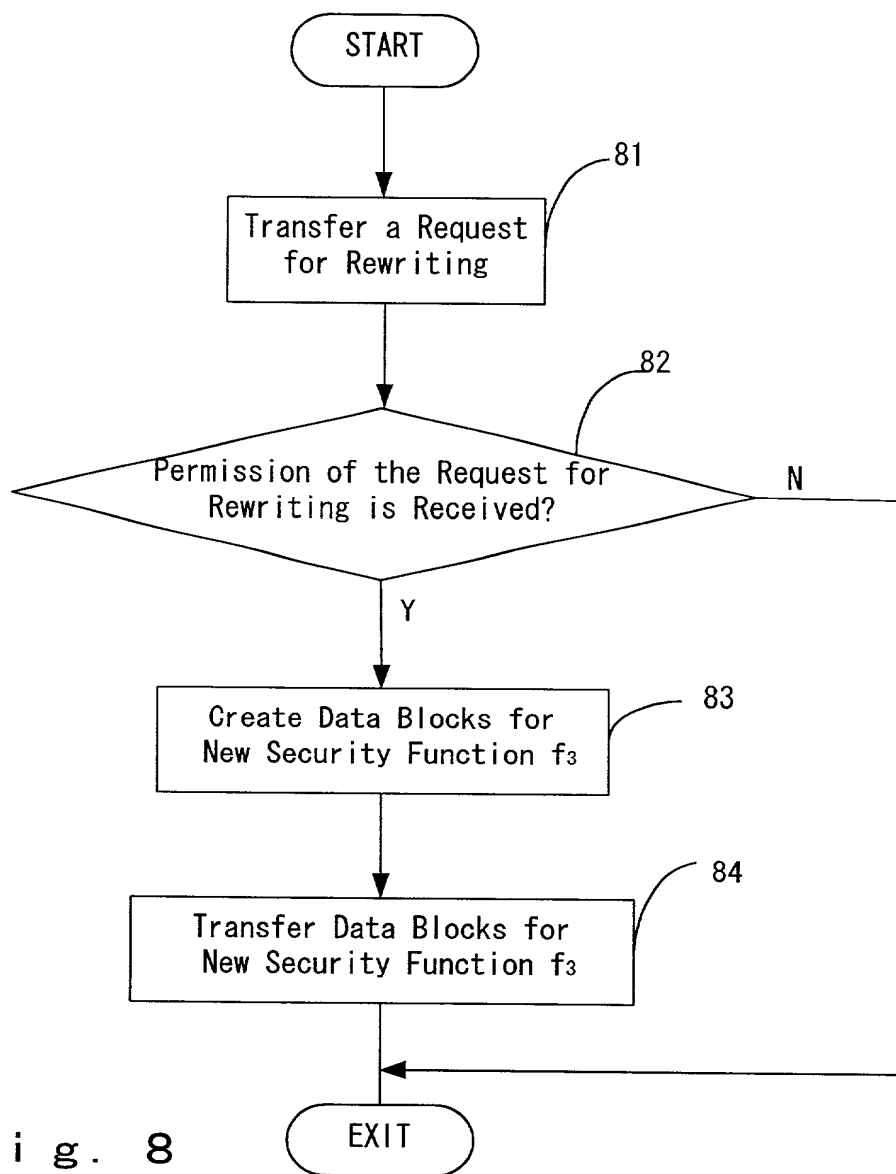 START
81
Transfer a Request
for Rewriting
82
Permission of the Request for
Rewriting is Received?
N
Y
83
Create Data Blocks for
New Security Function f₃
84
Transfer Data Blocks for
New Security Function f₃
EXIT
ig. 8